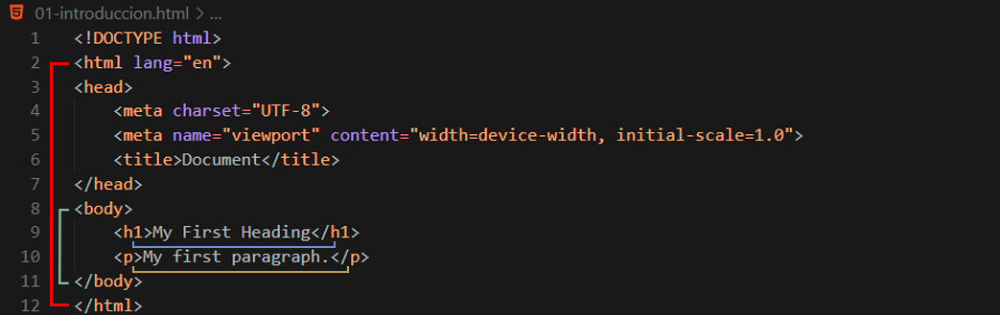 01-introduccion.html > ...
1 <!DOCTYPE html>
2 <html lang="en">
3 <head>
4     <meta charset="UTF-8">
5     <meta name="viewport" content="width=device-width, initial-scale=1.0">
6     <title>Document</title>
7 </head>
8 <body>
9     <h1>My First Heading</h1>
10     <p>My first paragraph.</p>
11 </body>
12 </html>